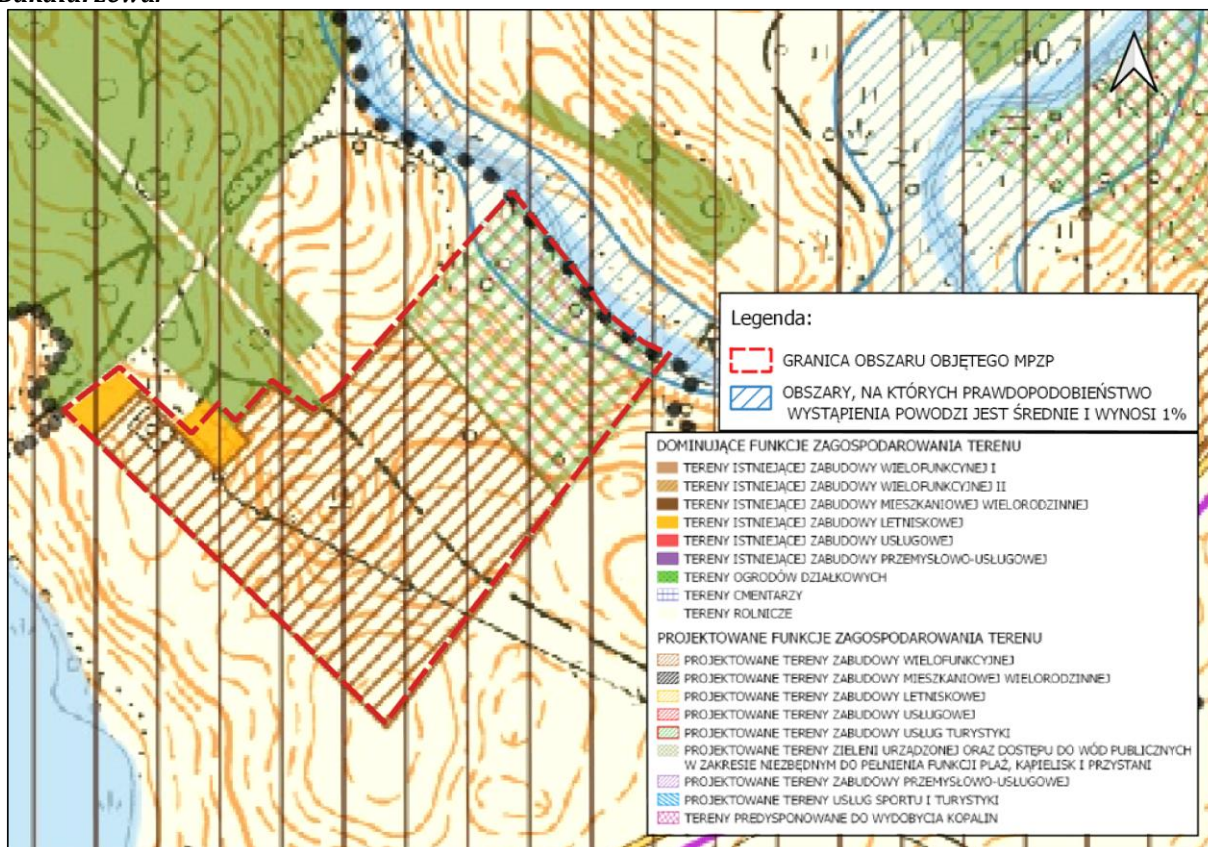 50.7
Legenda:
GRANICA OBSZARU OBJĘTEGO MPZP
OBSZARY, NA KTÓRYCH PRAWDOPODOBIEŃSTWO
WYSTĄPIENIA POWODZI JEST ŚREDNIE I WYNOSI 1%
DOMINUJĄCE FUNKCJE ZAGOSPODAROWANIA TERENU
TERENY ISTNIEJĄCEJ ZABUDOWY WIELOFUNKCYNEJ I
TERENY ISTNIEJĄCEJ ZABUDOWY WIELOFUNKCYJNEJ II
TERENY ISTNIEJĄCEJ ZABUDOWY MIESZKANIOWEJ WIELORODZINNEJ
TERENY ISTNIEJĄCEJ ZABUDOWY LETNISKOWEJ
TERENY ISTNIEJĄCEJ ZABUDOWY USŁUGOWEJ
TERENY ISTNIEJĄCEJ ZABUDOWY PRZEMYSŁOWO-USŁUGOWEJ
TERENY OGRODÓW DZIAŁKOWYCH
TERENY CMENTARZY
TERENY ROLNICZE
PROJEKTOWANE FUNKCJE ZAGOSPODAROWANIA TERENU
PROJEKTOWANE TERENY ZABUDOWY WIELOFUNKCYJNEJ
PROJEKTOWANE TERENY ZABUDOWY MIESZKANIOWEJ WIELORODZINNEJ
PROJEKTOWANE TERENY ZABUDOWY LETNISKOWEJ
PROJEKTOWANE TERENY ZABUDOWY USŁUGOWEJ
PROJEKTOWANE TERENY ZABUDOWY USŁUG TURYSTYKI
PROJEKTOWANE TERENY ZIELENI URZĄDZONEJ ORAZ DOSTĘPU DO WÓD PUBLICZNYCH
W ZAKRESIE NIEZBĘDNYM DO PEŁNIENIA FUNKCJI PLAŻ, KĄPIELISK I PRZYSTANI
PROJEKTOWANE TERENY ZABUDOWY PRZEMYSŁOWO-USŁUGOWEJ
PROJEKTOWANE TERENY USŁUG SPORTU I TURYSTYKI
TERENY PREDYSPONOWANE DO WYDOBYCIA KOPALIN